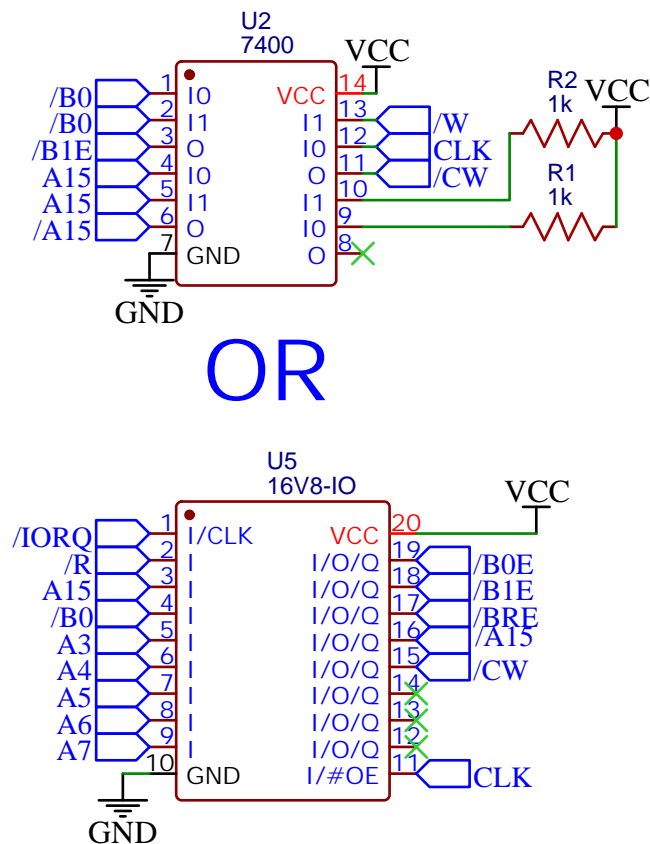 U2
7400
VCC
R2
1k
VCC
/B0 1 I0 VCC 14
/B0 2 I1 I1 13 /W
/B1E 3 O I0 12 CLK
A15 4 I0 O 11 /CW
A15 5 I1 I1 10
R1
1k
/A15 6 O I0 9
7 GND O 8
GND
OR
U5
16V8-IO
VCC
/IORQ 1 I/CLK VCC 20
/R 2 I I/O/Q 19 /B0E
A15 3 I I/O/Q 18 /B1E
/B0 4 I I/O/Q 17 /BRE
A3 5 I I/O/Q 16 /A15
A4 6 I I/O/Q 15 /CW
A5 7 I I/O/Q 14
A6 8 I I/O/Q 13
A7 9 I I/O/Q 12
10 GND I/#OE 11 CLK
GND